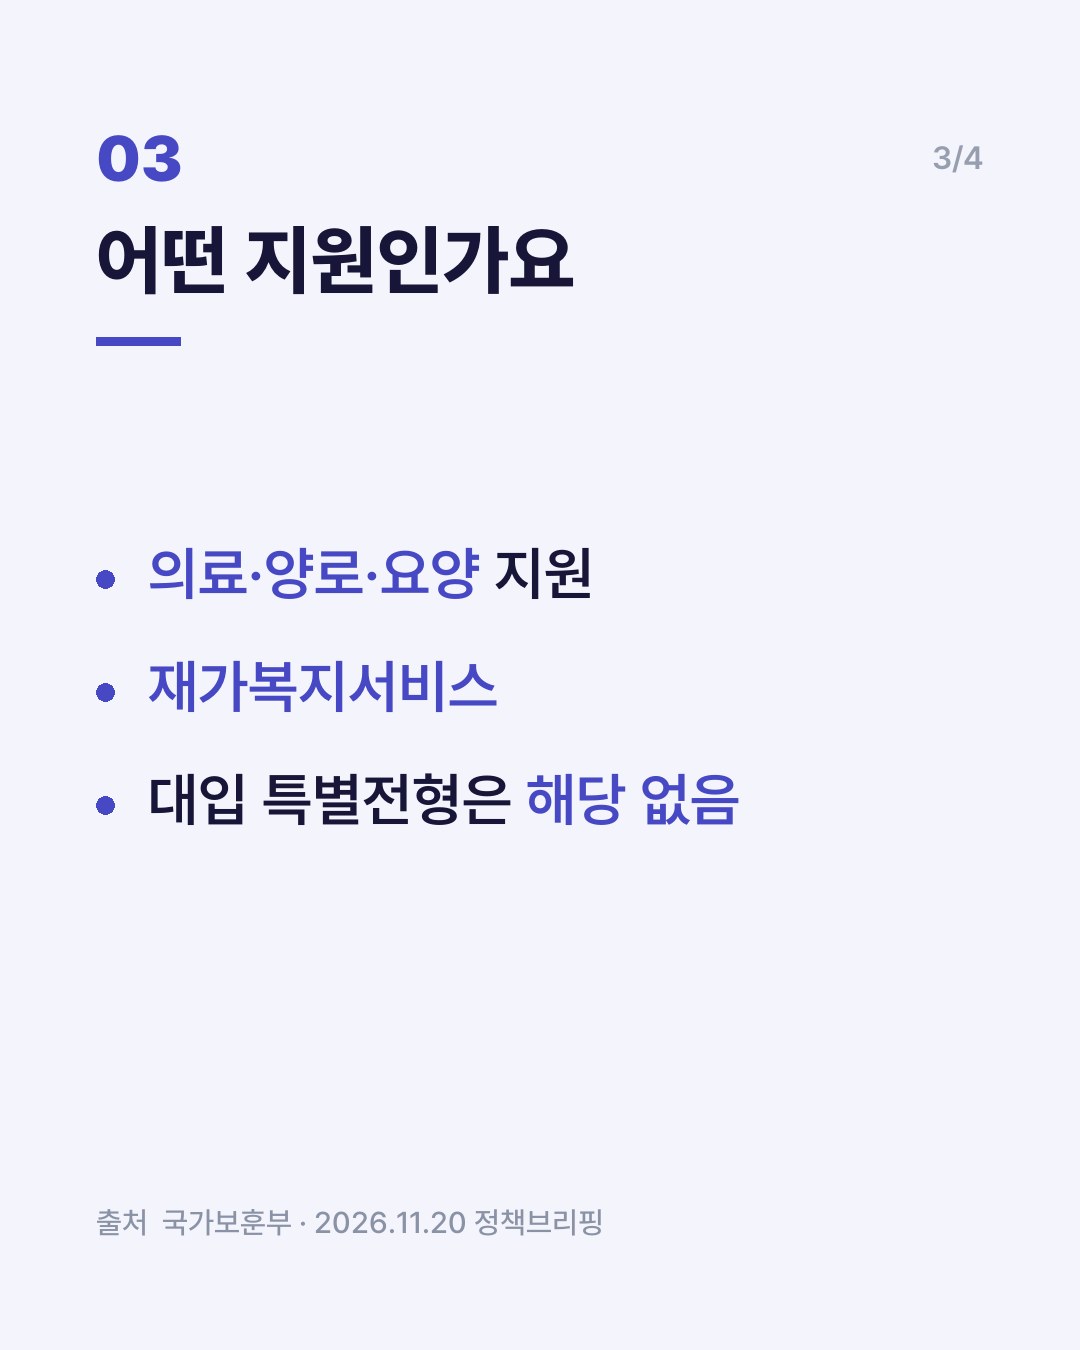 03
3/4
어떤 지원인가요
의료·양로·요양 지원
재가복지서비스
대입 특별전형은 해당 없음
출처 국가보훈부 · 2026.11.20 정책브리핑